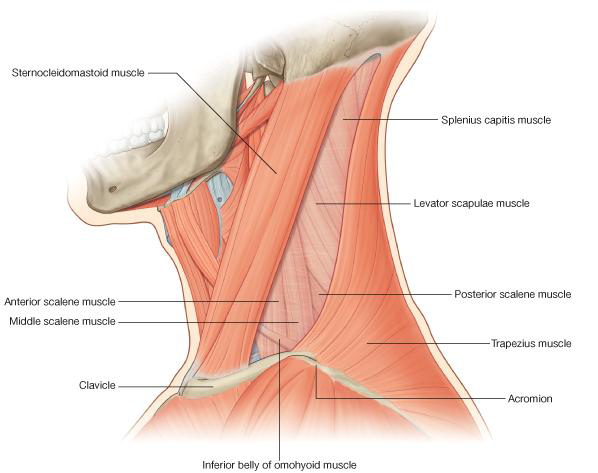 Sternocleidomastoid muscle
Splenius capitis muscle
Levator scapulae muscle
Anterior scalene muscle
Posterior scalene muscle
Middle scalene muscle
Trapezius muscle
Clavicle
Acromion
Inferior belly of omohyoid muscle